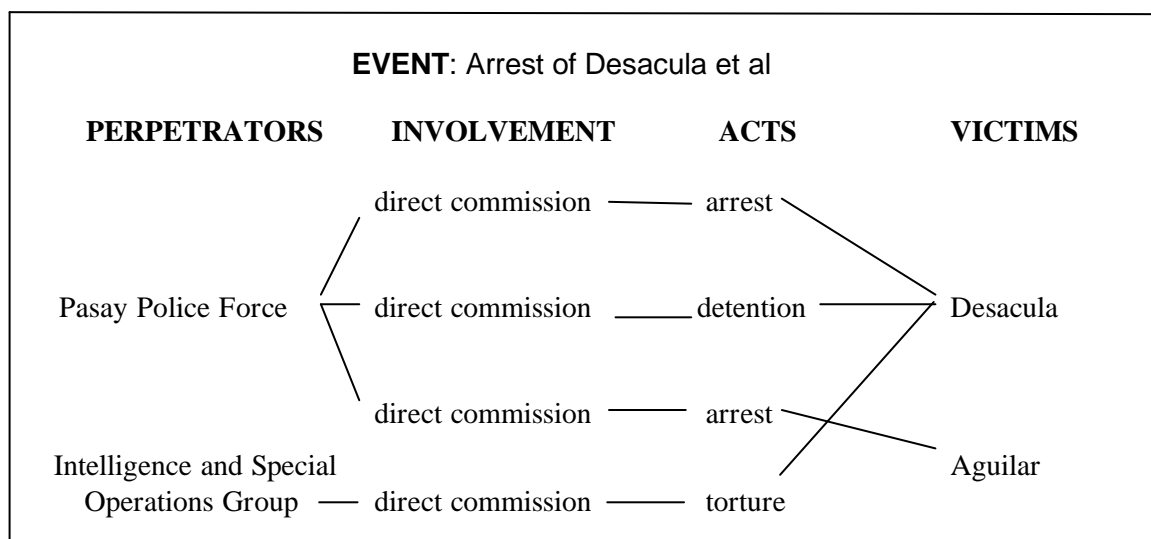 EVENT: Arrest of Desacula et al
PERPETRATORS INVOLVEMENT ACTS VICTIMS
direct commission arrest
Pasay Police Force direct commission detention Desacula
direct commission arrest
Intelligence and Special Aguilar
Operations Group direct commission torture